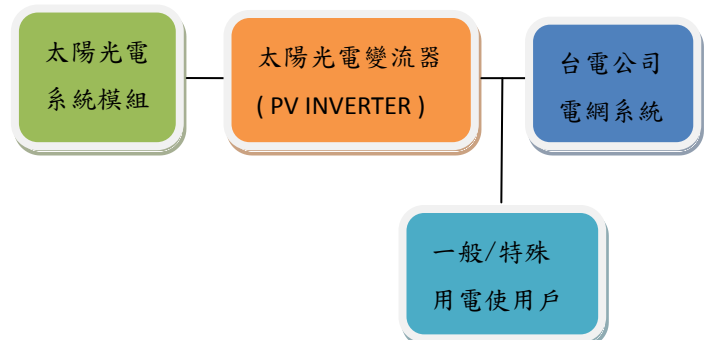 太陽光電
系統模組
太陽光電變流器
( PV INVERTER )
台電公司
電網系統
一般/特殊
用電使用戶